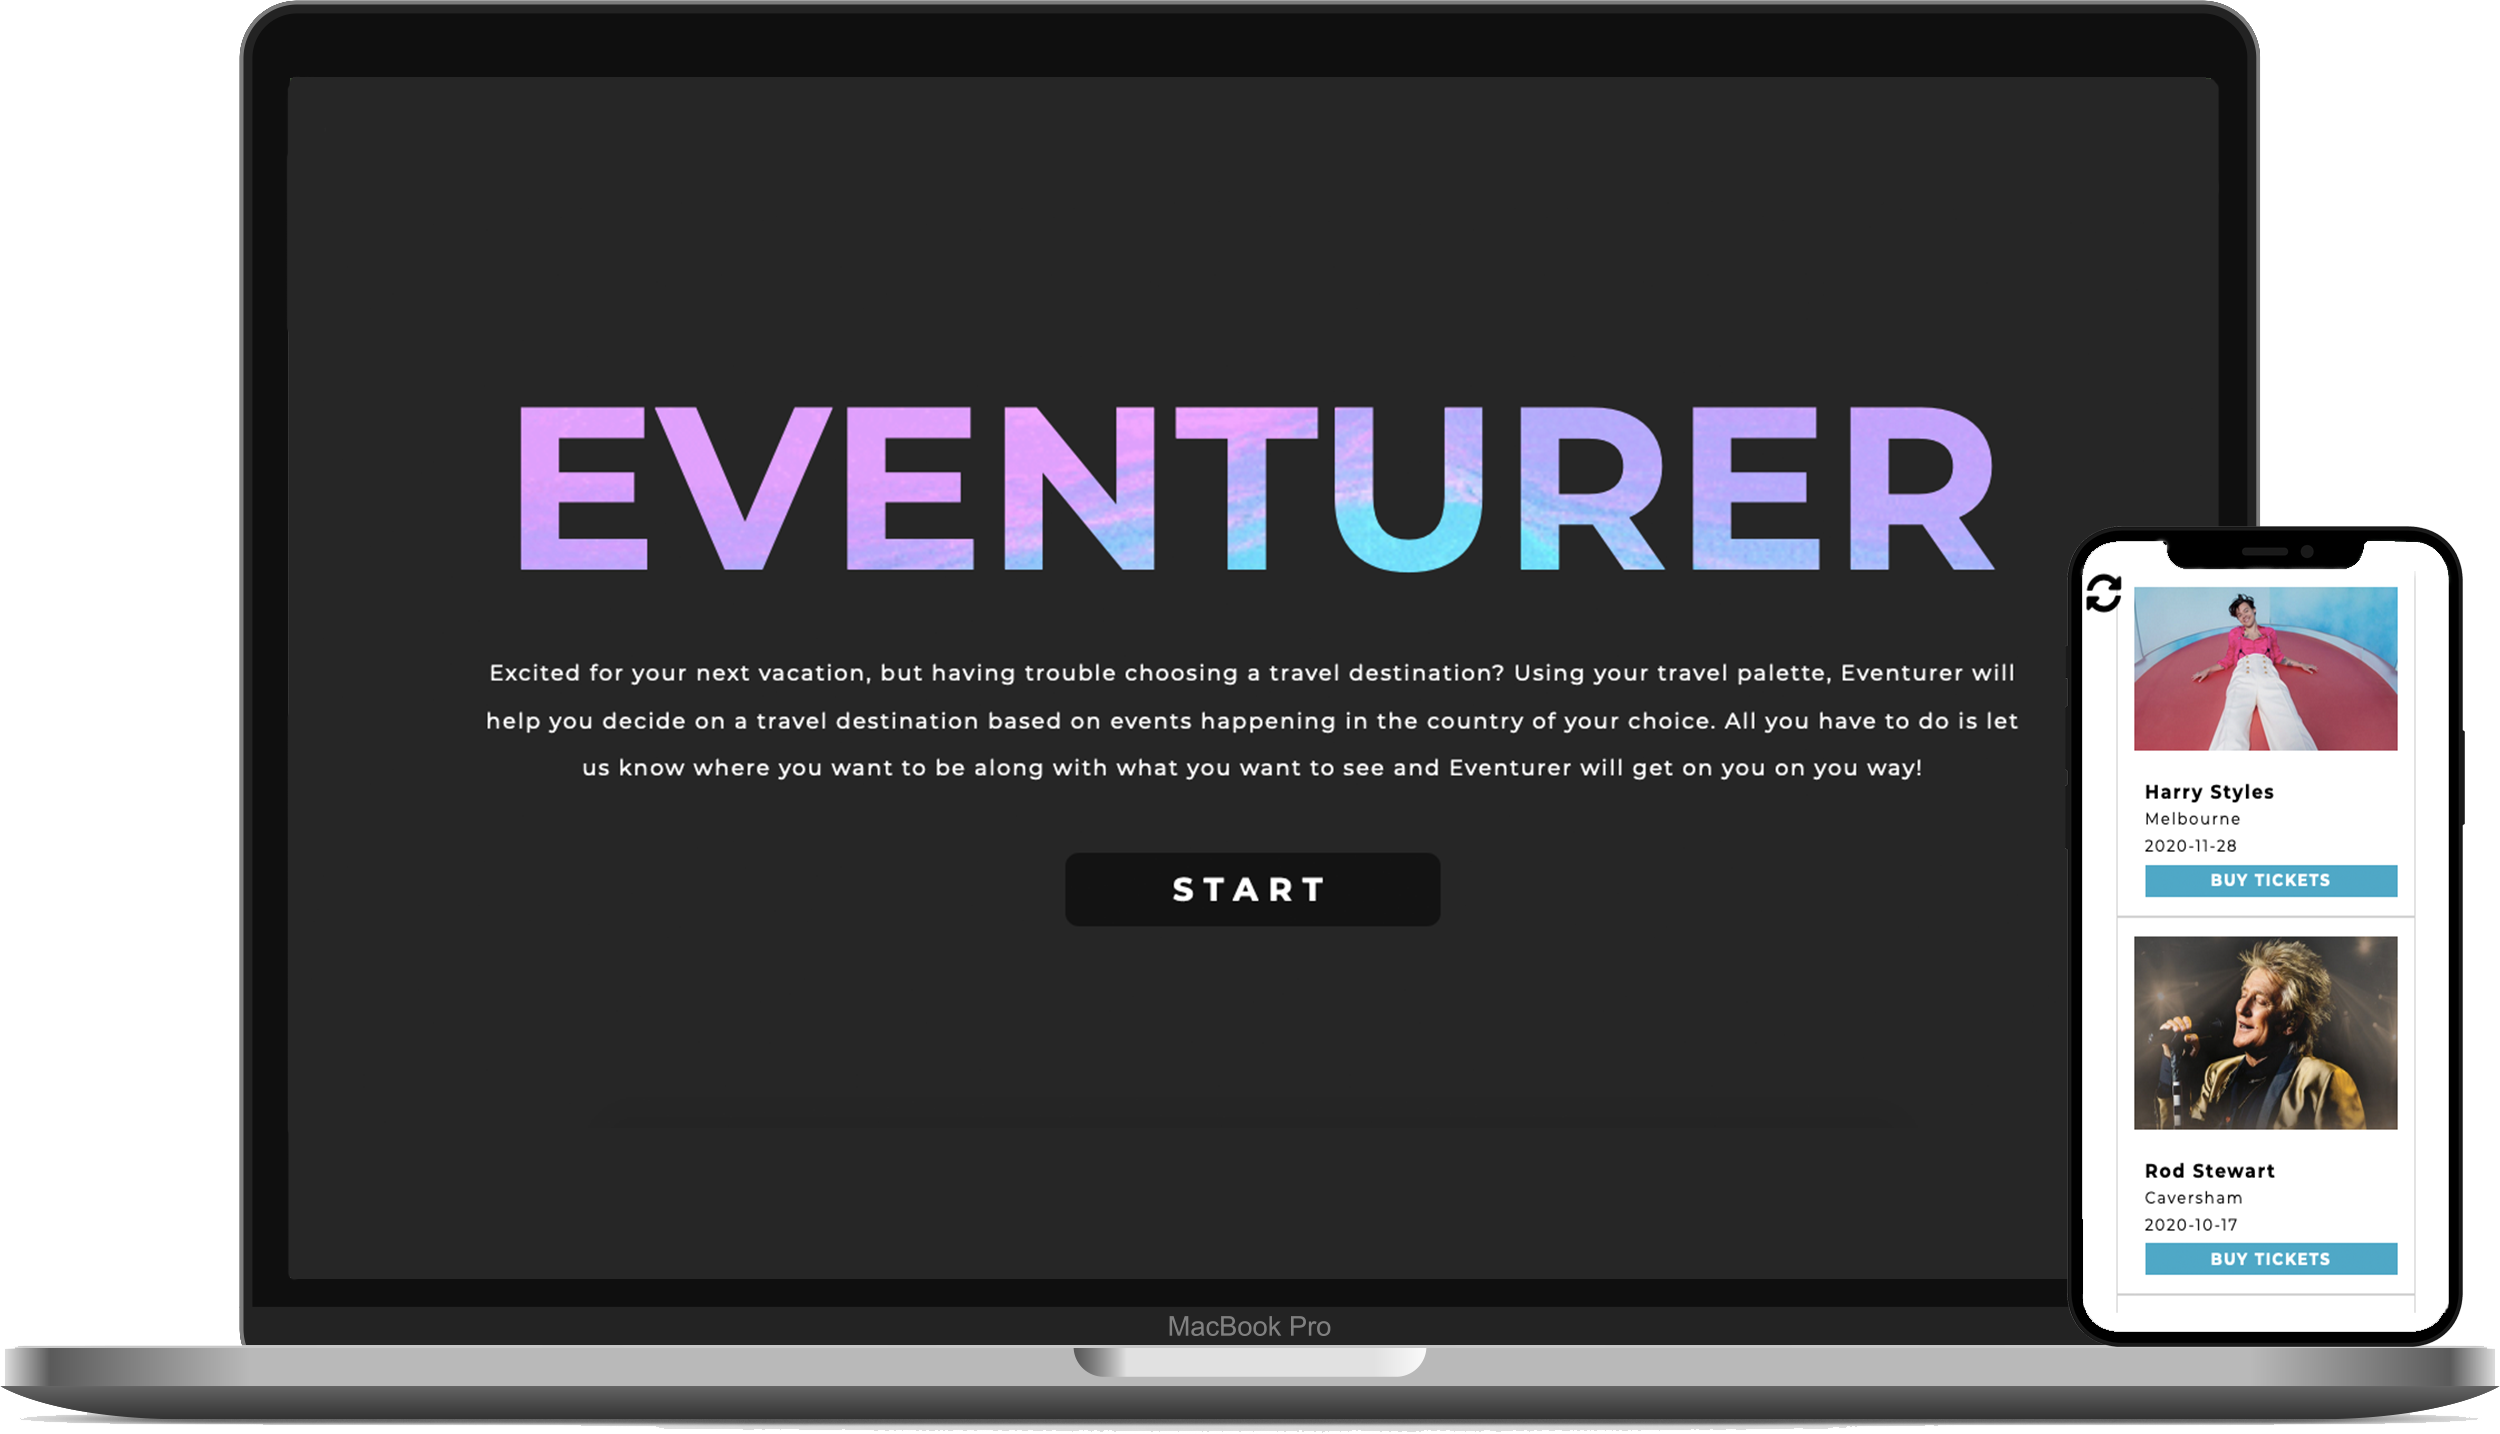 EVENTURER
Excited for your next vacation, but having trouble choosing a travel destination? Using your travel palette, Eventurer will
help you decide on a travel destination based on events happening in the country of your choice. All you have to do is let
us know where you want to be along with what you want to see and Eventurer will get on you on you way!
START
MacBook Pro
Harry Styles
Melbourne
2020-11-28
BUY TICKETS
Rod Stewart
Caversham
2020-10-17
BUY TICKETS